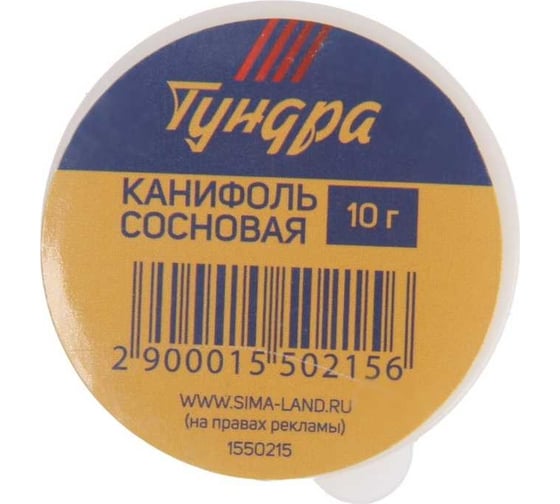 Тундра
КАНИФОЛЬ
СОСНОВАЯ
10 г
2 900015 502156
WWW.SIMA-LAND.RU
(на правах рекламы)
1550215